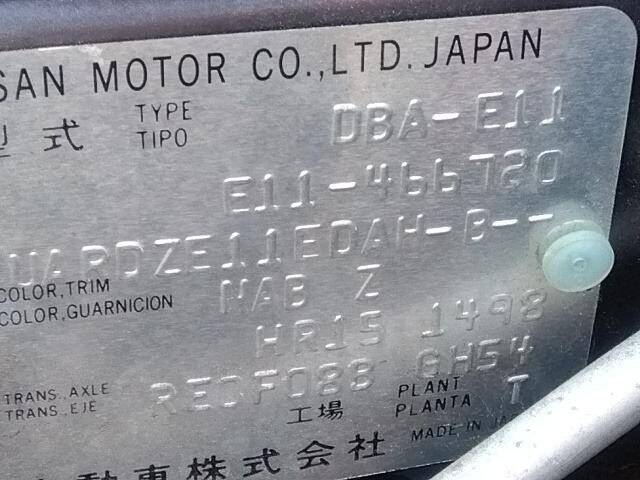 SAN MOTOR CO.,LTD. JAPAN
型式 TYPE DBA-E11
TIPO
E11-466720
UARDZE11EDAH-B--
COLOR,TRIM NAB Z
COLOR,GUARNICION
HR15 1498
TRANS.,AXLE RE0F08B GH54
TRANS.,EJE
工場 PLANT T
PLANTA
動車株式会社 MADE IN JA